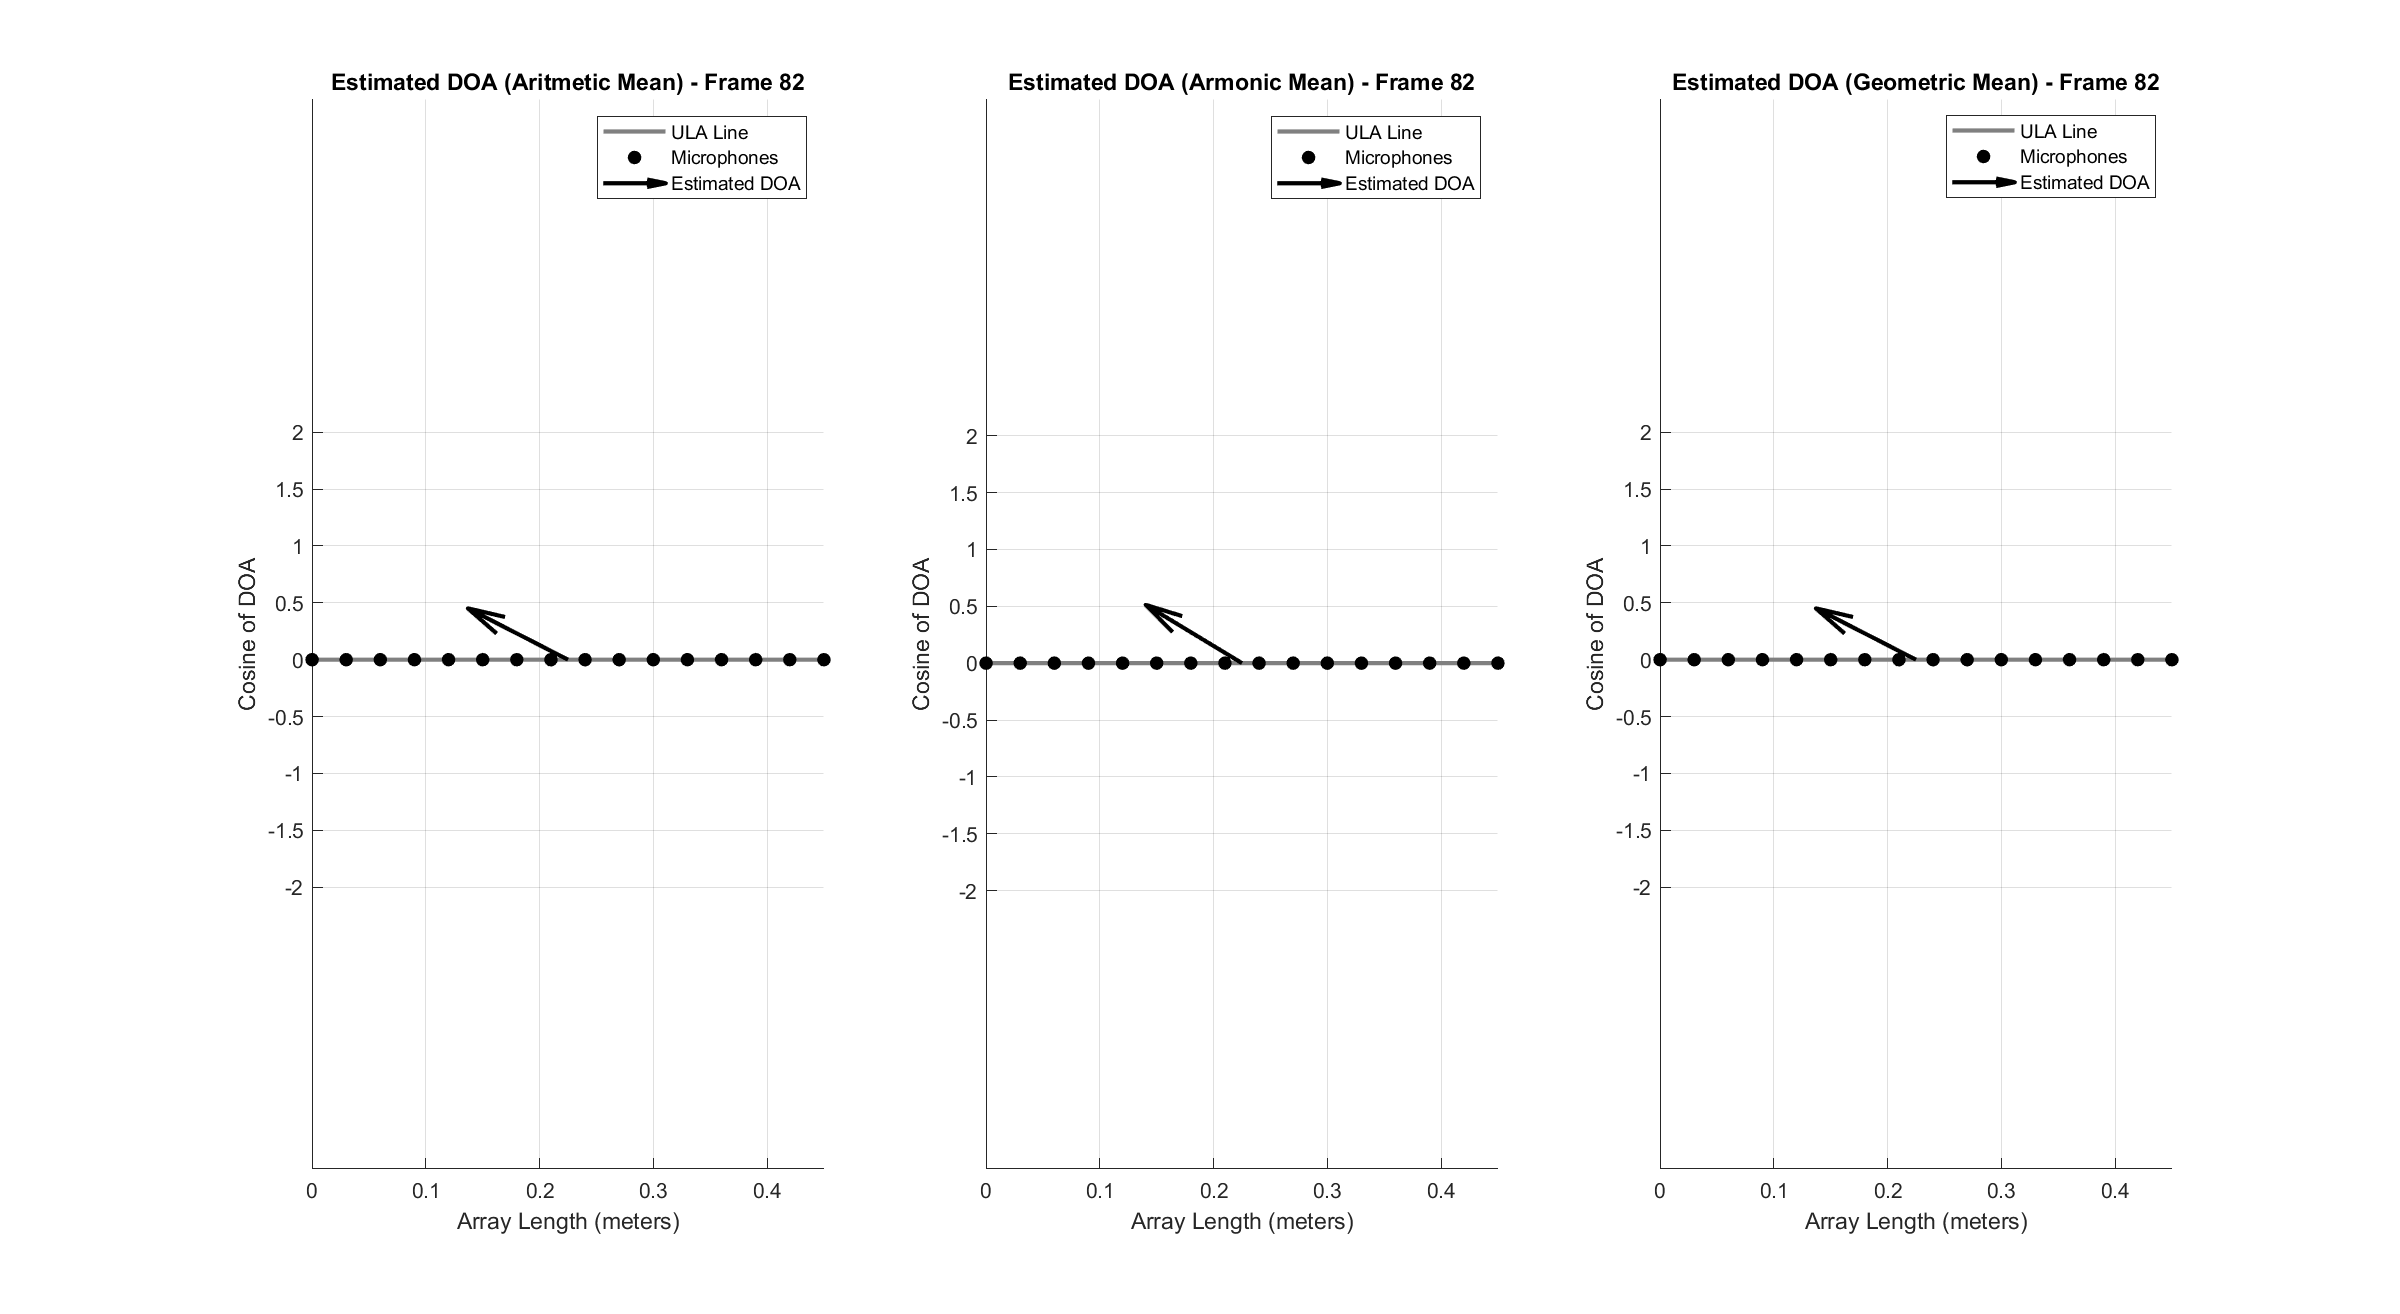 Estimated DOA (Aritmetic Mean) - Frame 82
ULA Line
Microphones
Estimated DOA
2
1.5
1
0.5
0
-0.5
-1
-1.5
-2
Cosine of DOA
0
0.1
0.2
0.3
0.4
Array Length (meters)
Estimated DOA (Armonic Mean) - Frame 82
ULA Line
Microphones
Estimated DOA
2
1.5
1
0.5
0
-0.5
-1
-1.5
-2
Cosine of DOA
0
0.1
0.2
0.3
0.4
Array Length (meters)
Estimated DOA (Geometric Mean) - Frame 82
ULA Line
Microphones
Estimated DOA
2
1.5
1
0.5
0
-0.5
-1
-1.5
-2
Cosine of DOA
0
0.1
0.2
0.3
0.4
Array Length (meters)